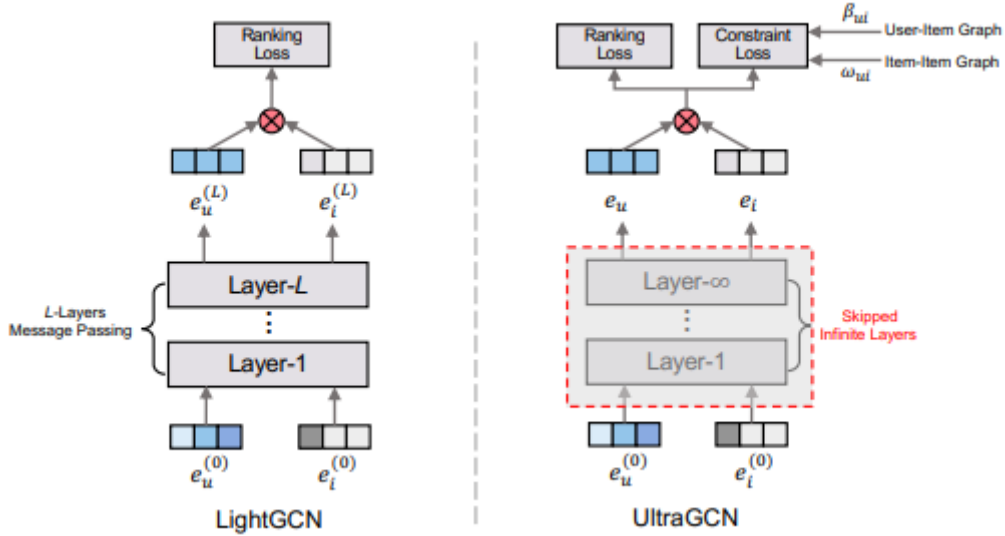 Ranking
Loss
e_u^(L)
e_i^(L)
Layer-L
⋮
L-Layers
Message Passing
Layer-1
e_u^(0)
e_i^(0)
LightGCN
Ranking
Loss
Constraint
Loss
β_ui
User-Item Graph
Item-Item Graph
ω_ui
e_u
e_i
Layer-∞
⋮
Skipped
Infinite Layers
Layer-1
e_u^(0)
e_i^(0)
UltraGCN